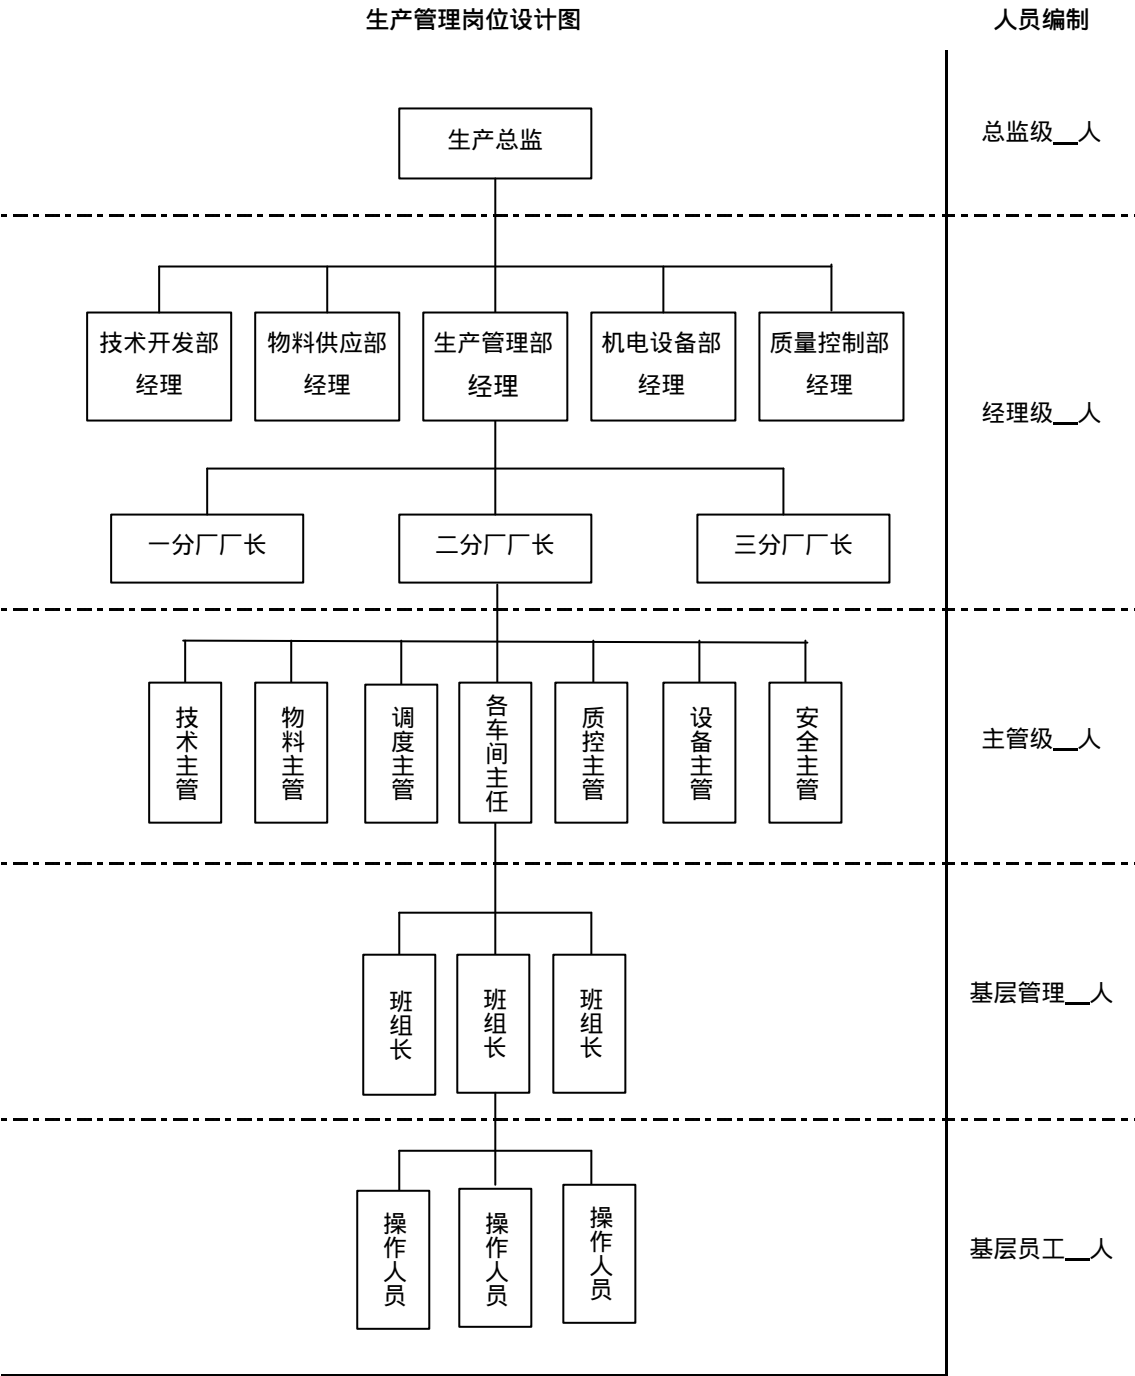 生产管理岗位设计图
人员编制
生产总监
总监级__人
技术开发部
经理
物料供应部
经理
生产管理部
经理
机电设备部
经理
质量控制部
经理
经理级__人
一分厂厂长
二分厂厂长
三分厂厂长
技术主管
物料主管
调度主管
各车间主任
质控主管
设备主管
安全主管
主管级__人
班组长
班组长
班组长
基层管理__人
操作人员
操作人员
操作人员
基层员工__人